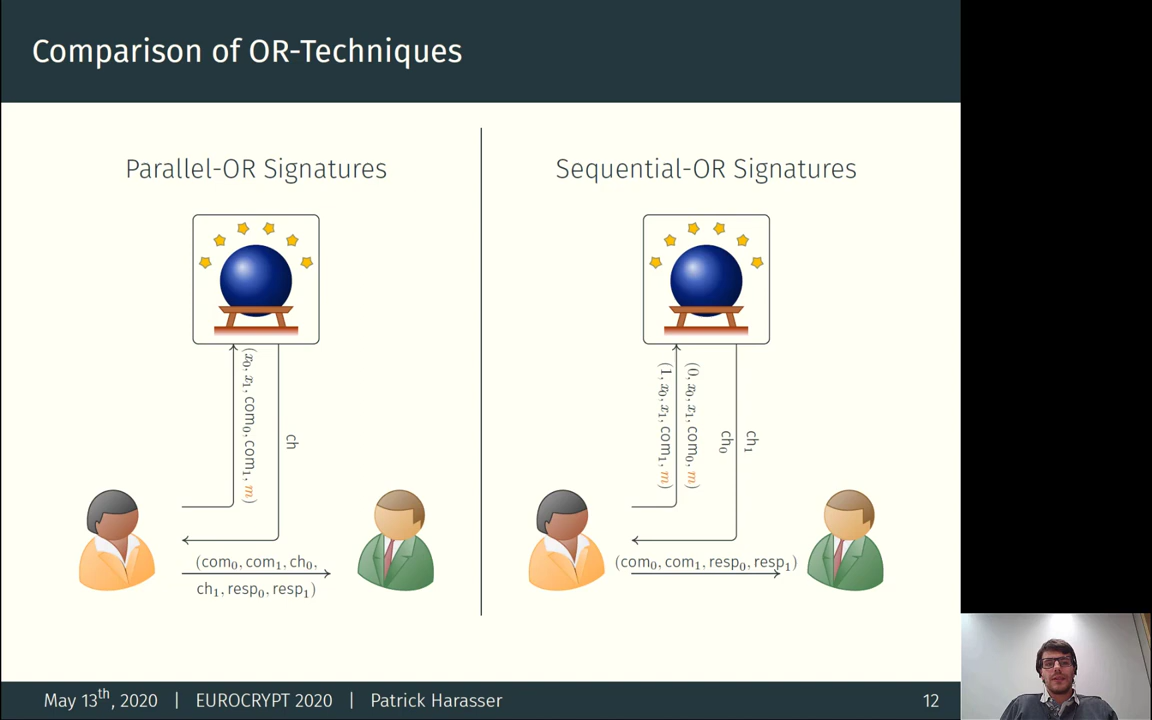 Comparison of OR-Techniques
Parallel-OR Signatures
(x₀, x₁, com₀, com₁, m)
ch
(com₀, com₁, ch₀,
ch₁, resp₀, resp₁)
Sequential-OR Signatures
(1, x₀, x₁, com₁, m)
(0, x₀, x₁, com₀, m)
ch₀
ch₁
(com₀, com₁, resp₀, resp₁)
May 13th, 2020 | EUROCRYPT 2020 | Patrick Harasser
12